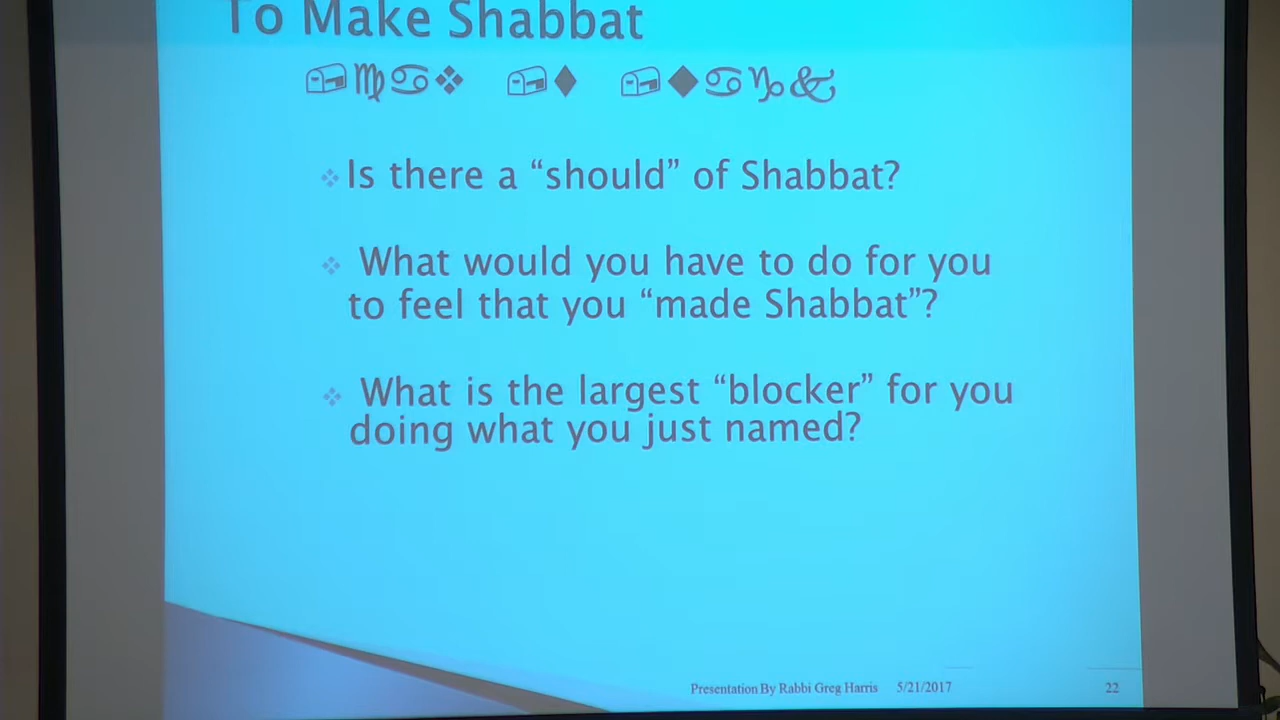 To Make Shabbat
🖃♍♋❖ 🖃⬧ 🖃◆♋♑🙰
❖ Is there a “should” of Shabbat?
❖ What would you have to do for you
to feel that you “made Shabbat”?
❖ What is the largest “blocker” for you
doing what you just named?
Presentation By Rabbi Greg Harris 5/21/2017 22